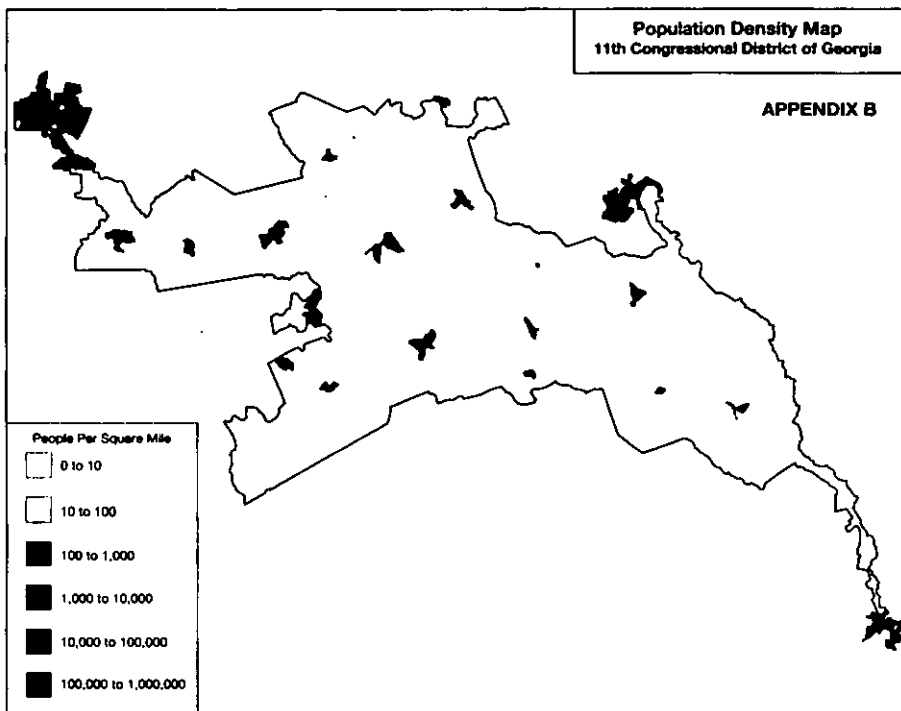 Population Density Map
11th Congressional District of Georgia
APPENDIX B
People Per Square Mile
0 to 10
10 to 100
100 to 1,000
1,000 to 10,000
10,000 to 100,000
100,000 to 1,000,000